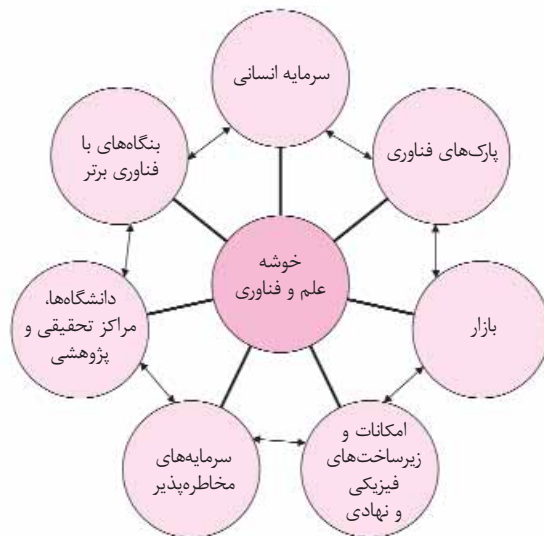 سرمایه انسانی
پارک‌های فناوری
بازار
امکانات و
زیرساخت‌های
فیزیکی
و نهادی
سرمایه‌های
مخاطره‌پذیر
دانشگاه‌ها،
مراکز تحقیقی و
پژوهشی
بنگاه‌های با
فناوری برتر
خوشه
علم و فناوری